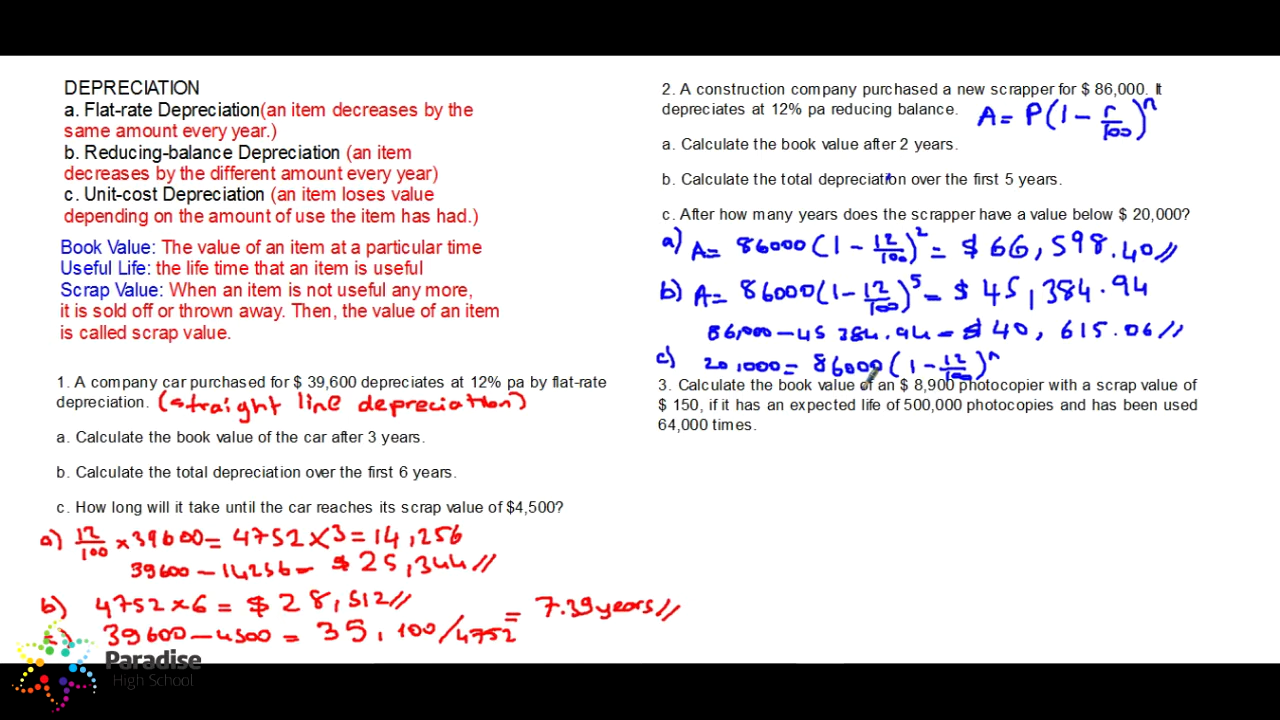 DEPRECIATION
a. Flat-rate Depreciation(an item decreases by the
same amount every year.)
b. Reducing-balance Depreciation (an item
decreases by the different amount every year)
c. Unit-cost Depreciation (an item loses value
depending on the amount of use the item has had.)
Book Value: The value of an item at a particular time
Useful Life: the life time that an item is useful
Scrap Value: When an item is not useful any more,
it is sold off or thrown away. Then, the value of an item
is called scrap value.
1. A company car purchased for $ 39,600 depreciates at 12% pa by flat-rate
depreciation. (straight line depreciation)
a. Calculate the book value of the car after 3 years.
b. Calculate the total depreciation over the first 6 years.
c. How long will it take until the car reaches its scrap value of $4,500?
a) 12/100 × 39600 = 4752 × 3 = 14,256
39600 - 14256 = $ 25,344 //
b) 4752 × 6 = $ 28,512 //
c) 39600 - 4500 = 35,100/4752 = 7.39 years //
2. A construction company purchased a new scrapper for $ 86,000. It
depreciates at 12% pa reducing balance. A = P(1 - r/100)^n
a. Calculate the book value after 2 years.
b. Calculate the total depreciation over the first 5 years.
c. After how many years does the scrapper have a value below $ 20,000?
a) A = 86000(1 - 12/100)^2 = $ 66,598.40 //
b) A = 86000(1 - 12/100)^5 = $ 45,384.94
86,000 - 45 384.94 = $ 40, 615.06 //
c) 20,000 = 86000(1 - 12/100)^n
3. Calculate the book value of an $ 8,900 photocopier with a scrap value of
$ 150, if it has an expected life of 500,000 photocopies and has been used
64,000 times.
Paradise
High School